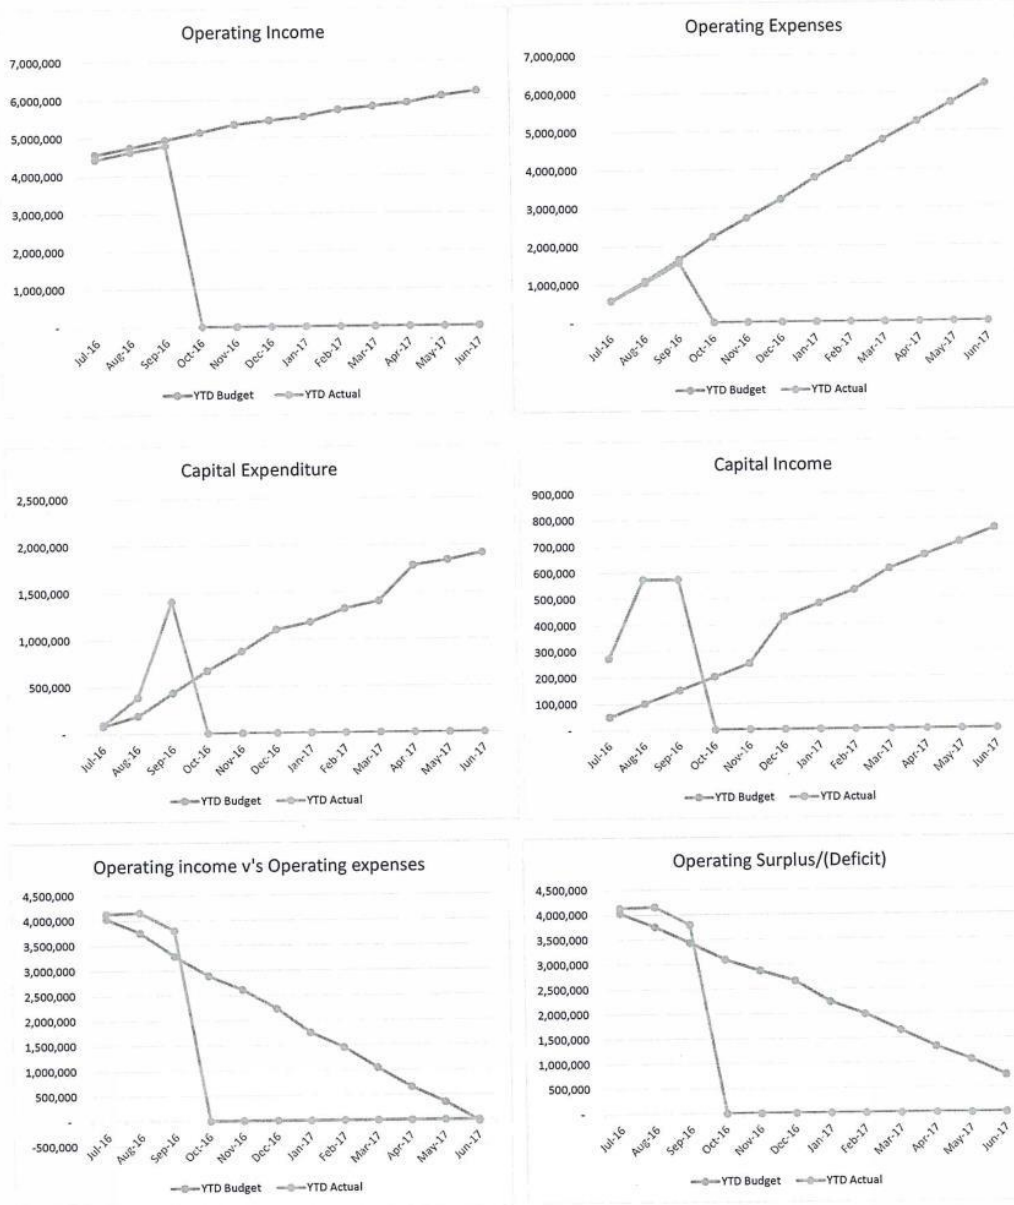 Operating Income
7,000,000
6,000,000
5,000,000
4,000,000
3,000,000
2,000,000
1,000,000
-
Jul-16 Aug-16 Sep-16 Oct-16 Nov-16 Dec-16 Jan-17 Feb-17 Mar-17 Apr-17 May-17 Jun-17
YTD Budget YTD Actual
Operating Expenses
7,000,000
6,000,000
5,000,000
4,000,000
3,000,000
2,000,000
1,000,000
-
Jul-16 Aug-16 Sep-16 Oct-16 Nov-16 Dec-16 Jan-17 Feb-17 Mar-17 Apr-17 May-17 Jun-17
YTD Budget YTD Actual
Capital Expenditure
2,500,000
2,000,000
1,500,000
1,000,000
500,000
-
Jul-16 Aug-16 Sep-16 Oct-16 Nov-16 Dec-16 Jan-17 Feb-17 Mar-17 Apr-17 May-17 Jun-17
YTD Budget YTD Actual
Capital Income
900,000
800,000
700,000
600,000
500,000
400,000
300,000
200,000
100,000
-
Jul-16 Aug-16 Sep-16 Oct-16 Nov-16 Dec-16 Jan-17 Feb-17 Mar-17 Apr-17 May-17 Jun-17
YTD Budget YTD Actual
Operating income v's Operating expenses
4,500,000
4,000,000
3,500,000
3,000,000
2,500,000
2,000,000
1,500,000
1,000,000
500,000
-
-500,000
Jul-16 Aug-16 Sep-16 Oct-16 Nov-16 Dec-16 Jan-17 Feb-17 Mar-17 Apr-17 May-17 Jun-17
YTD Budget YTD Actual
Operating Surplus/(Deficit)
4,500,000
4,000,000
3,500,000
3,000,000
2,500,000
2,000,000
1,500,000
1,000,000
500,000
-
Jul-16 Aug-16 Sep-16 Oct-16 Nov-16 Dec-16 Jan-17 Feb-17 Mar-17 Apr-17 May-17 Jun-17
YTD Budget YTD Actual